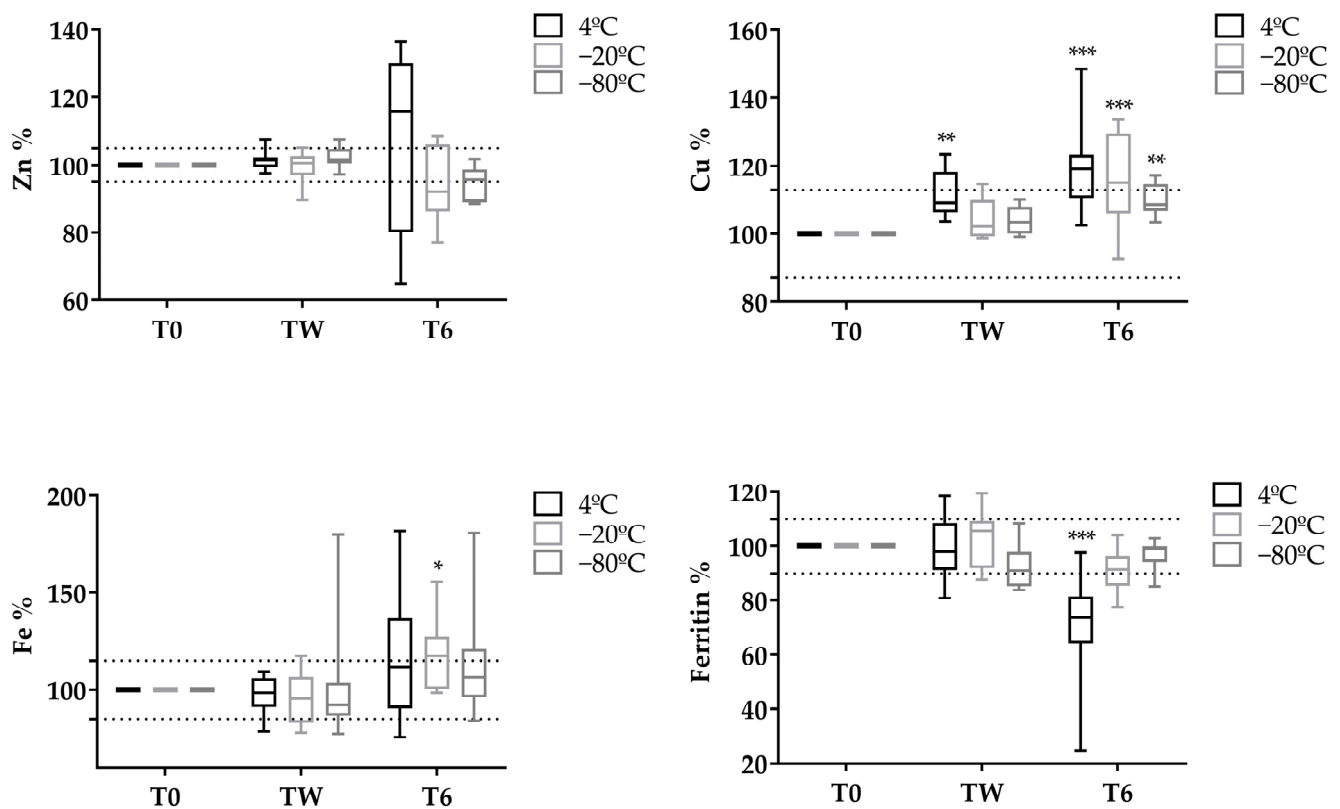 Zn %
140
120
100
80
60
T0 TW T6
4ºC
–20ºC
–80ºC
Cu %
160
140
120
100
80
T0 TW T6
** *** *** **
4ºC
–20ºC
–80ºC
Fe %
200
150
100
T0 TW T6
*
4ºC
–20ºC
–80ºC
Ferritin %
120
100
80
60
40
20
T0 TW T6
***
4ºC
–20ºC
–80ºC